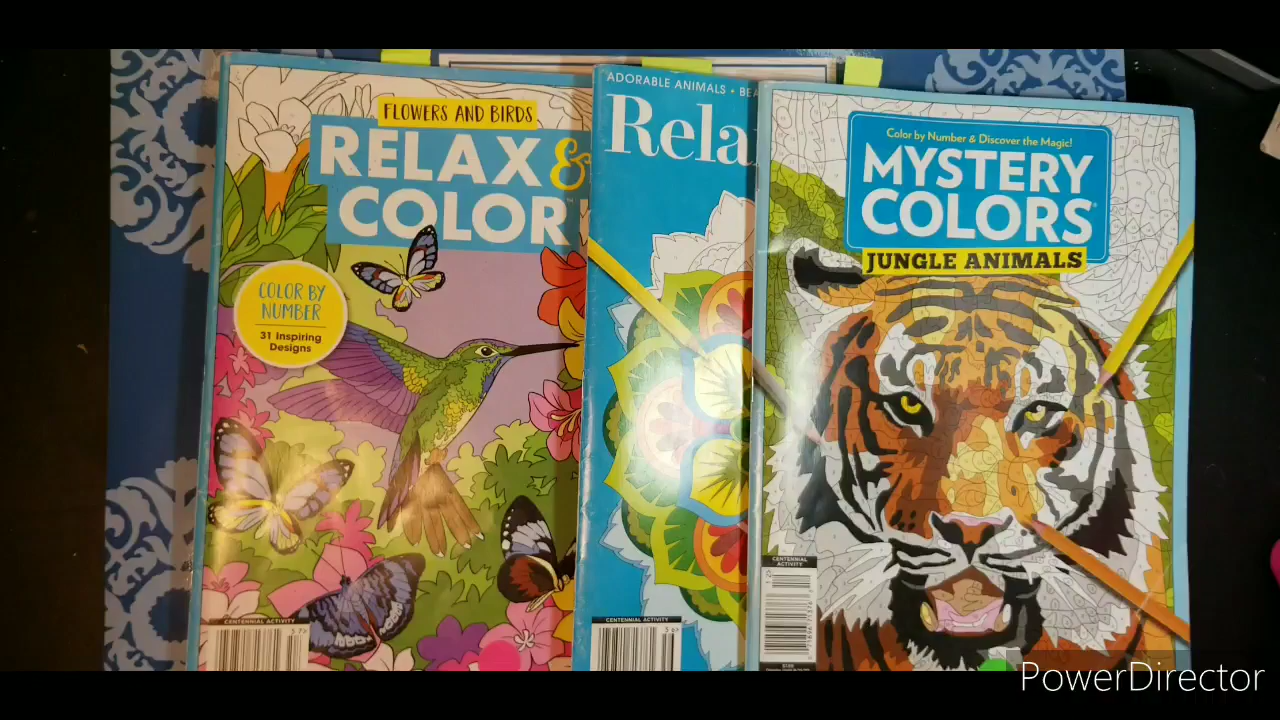 FLOWERS AND BIRDS
RELAX &
COLOR
COLOR BY
NUMBER
31 Inspiring
Designs
CENTENNIAL ACTIVITY
ADORABLE ANIMALS •
Rela
CENTENNIAL ACTIVITY
Color by Number & Discover the Magic!
MYSTERY
COLORS®
JUNGLE ANIMALS
CENTENNIAL
ACTIVITY
PowerDirector